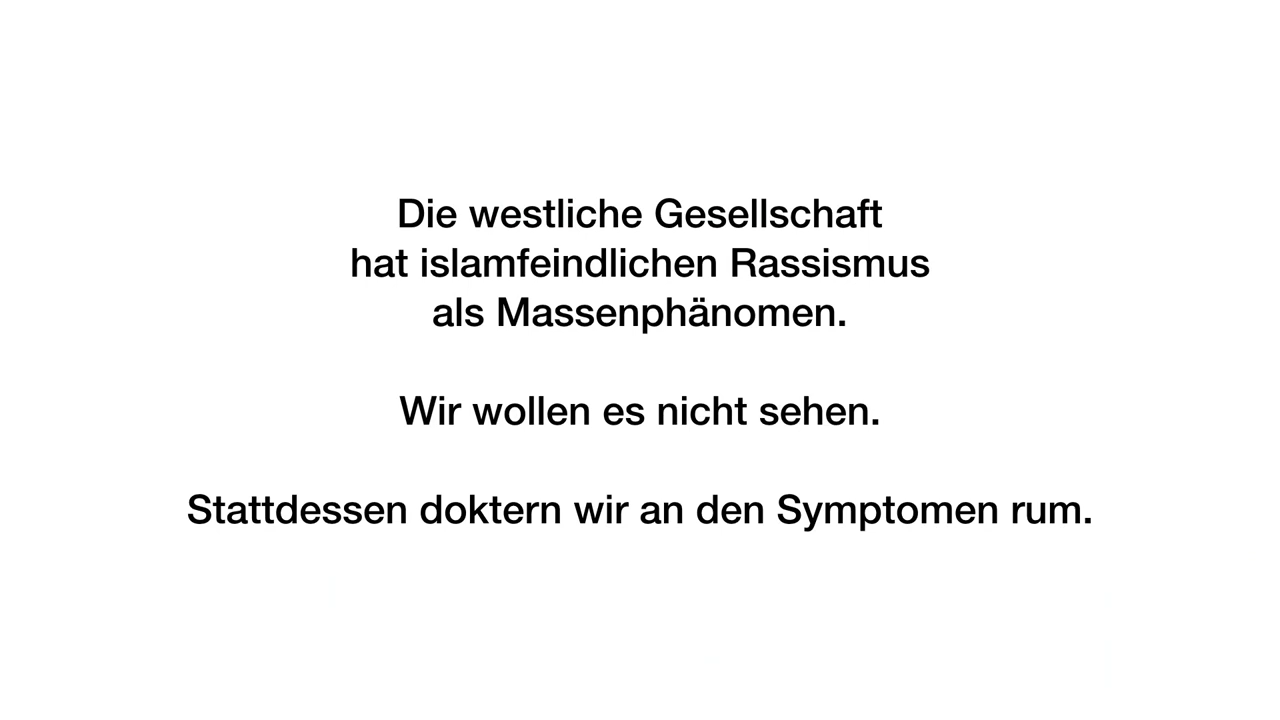 Die westliche Gesellschaft
hat islamfeindlichen Rassismus
als Massenphänomen.
Wir wollen es nicht sehen.
Stattdessen doktern wir an den Symptomen rum.